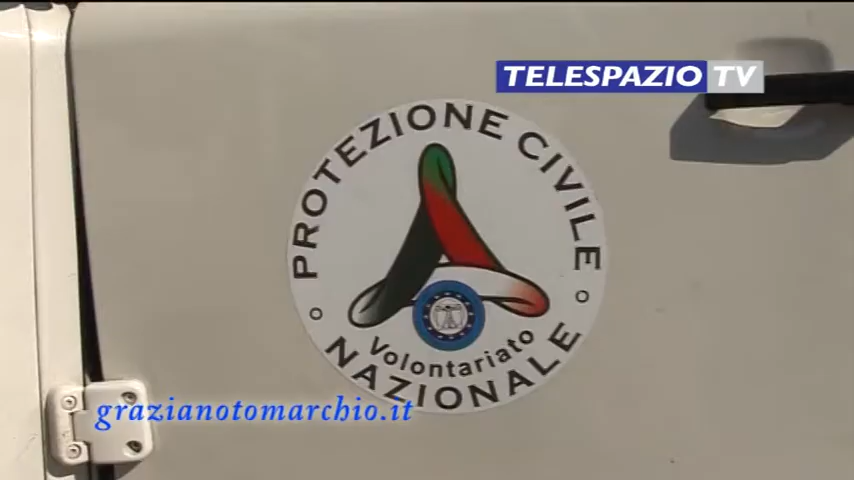 TELESPAZIO TV
PROTEZIONE CIVILE
Volontariato
NAZIONALE
grazianotomarchio.it